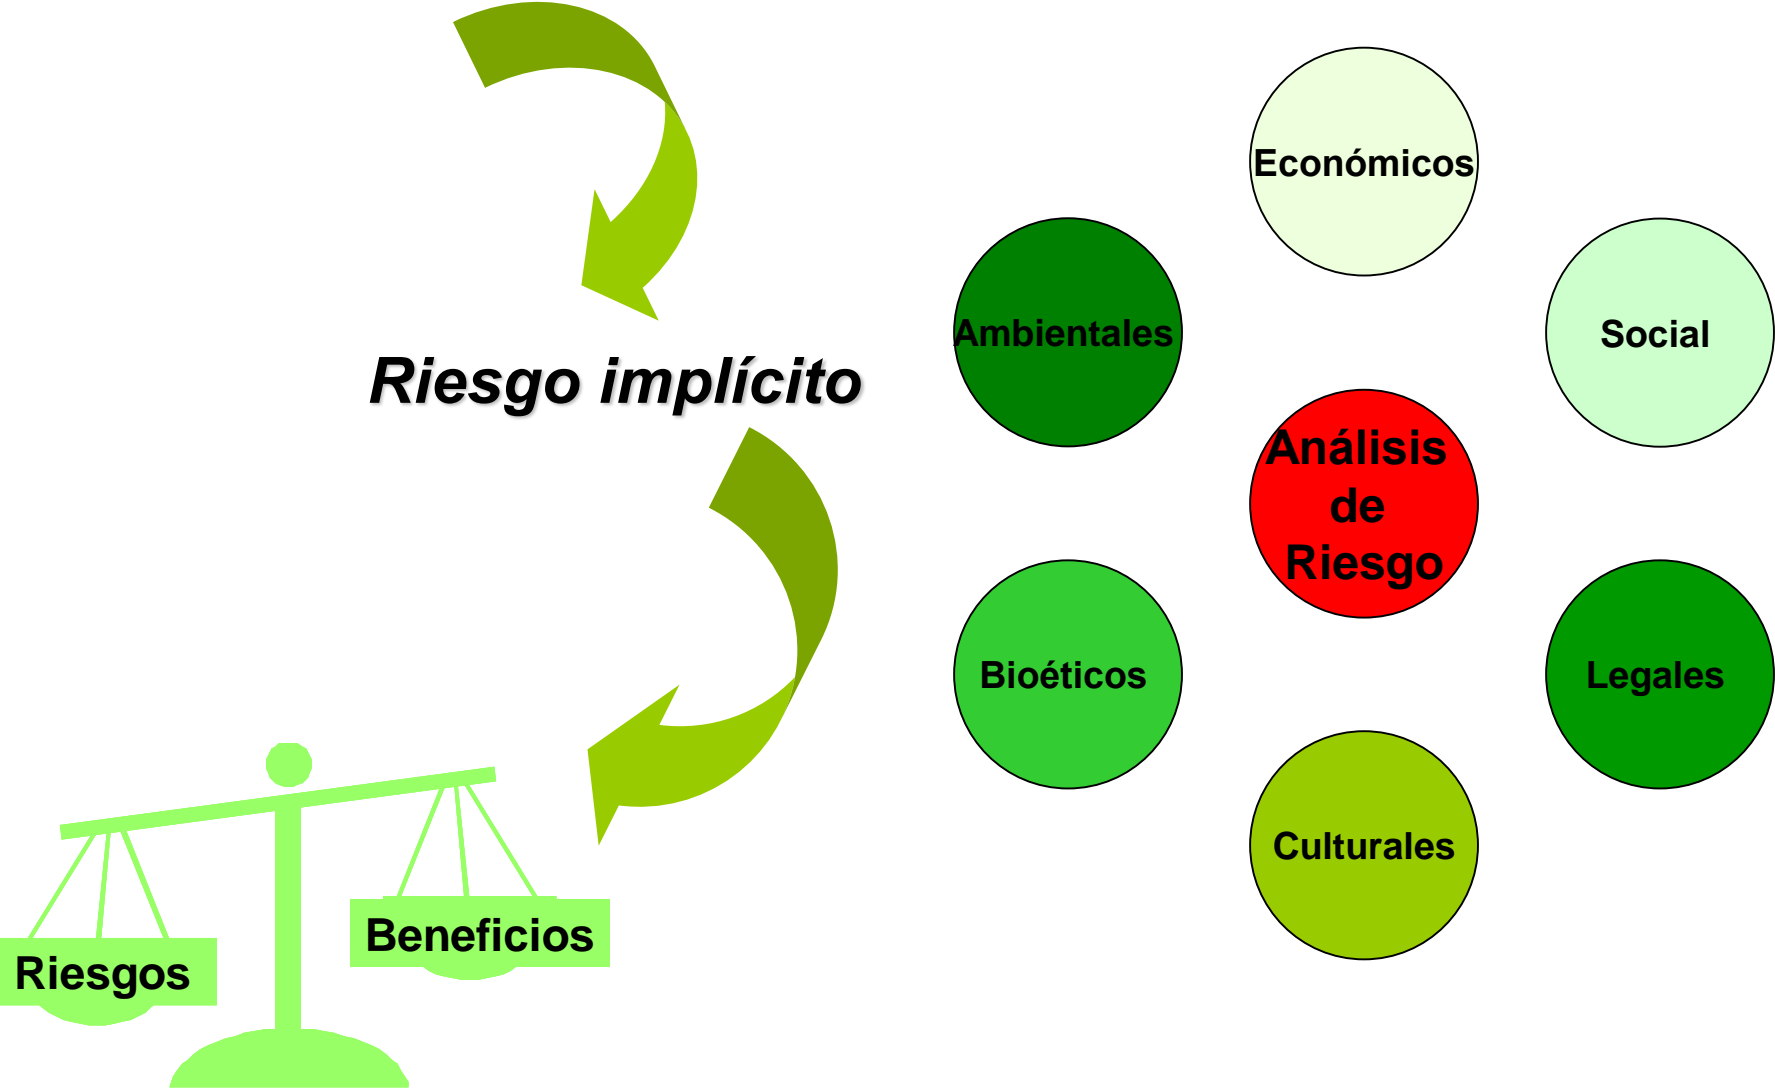 Riesgo implícito
Riesgos
Beneficios
Económicos
Ambientales
Social
Análisis
de
Riesgo
Bioéticos
Legales
Culturales